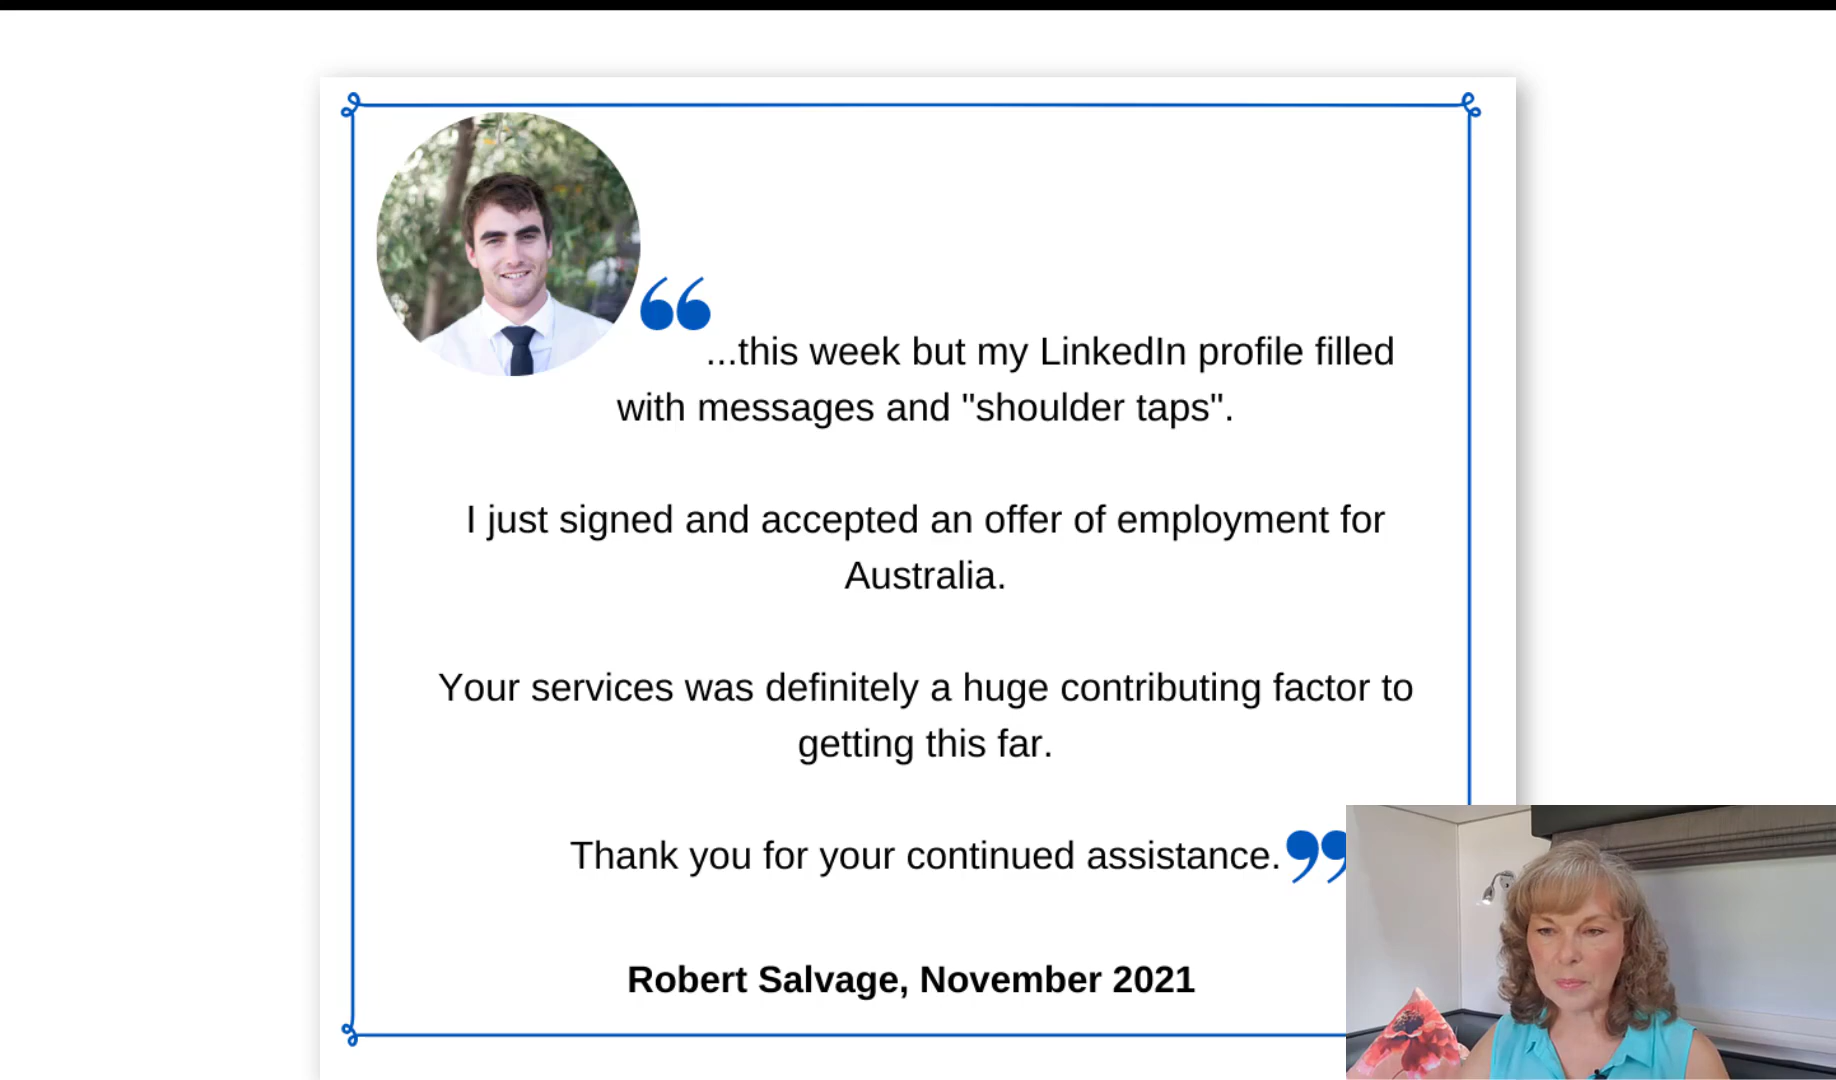 “
...this week but my LinkedIn profile filled
with messages and "shoulder taps".
I just signed and accepted an offer of employment for
Australia.
Your services was definitely a huge contributing factor to
getting this far.
Thank you for your continued assistance.”
Robert Salvage, November 2021